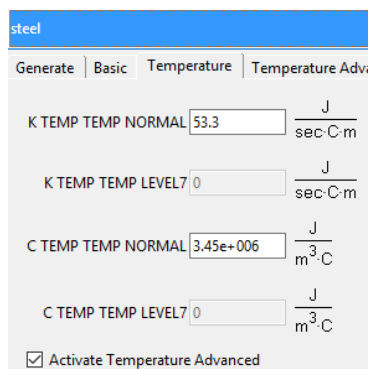 steel
Generate Basic Temperature Temperature Adva
K TEMP TEMP NORMAL 53.3 J
sec·C·m
K TEMP TEMP LEVEL7 0 J
sec·C·m
C TEMP TEMP NORMAL 3.45e+006 J
m³·C
C TEMP TEMP LEVEL7 0 J
m³·C
Activate Temperature Advanced